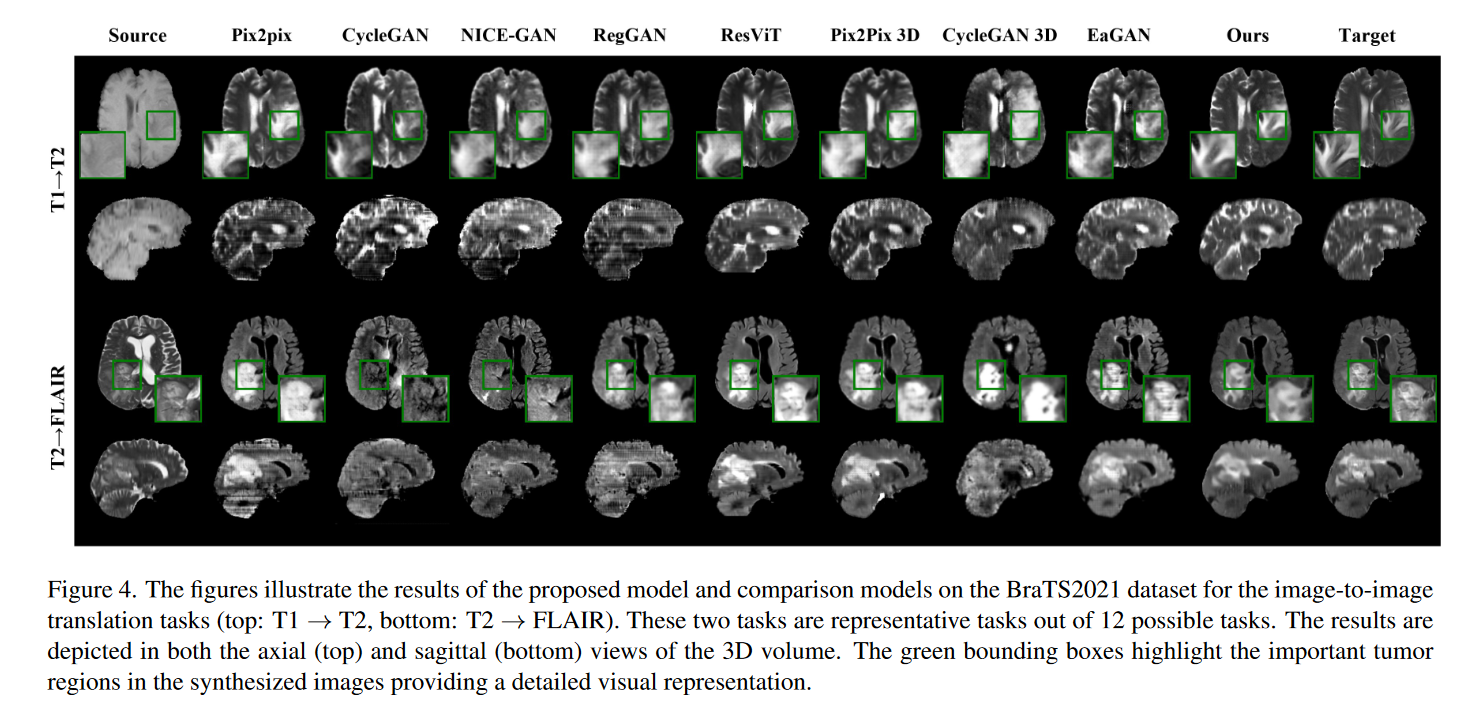 Source Pix2pix CycleGAN NICE-GAN RegGAN ResViT Pix2Pix 3D CycleGAN 3D EaGAN Ours Target
T1→T2
T2→FLAIR
Figure 4. The figures illustrate the results of the proposed model and comparison models on the BraTS2021 dataset for the image-to-image
translation tasks (top: T1 → T2, bottom: T2 → FLAIR). These two tasks are representative tasks out of 12 possible tasks. The results are
depicted in both the axial (top) and sagittal (bottom) views of the 3D volume. The green bounding boxes highlight the important tumor
regions in the synthesized images providing a detailed visual representation.